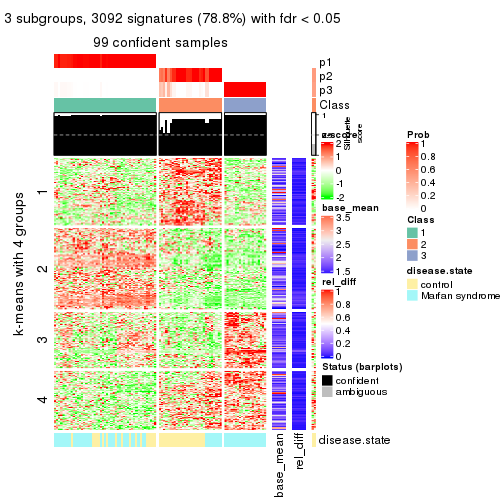 3 subgroups, 3092 signatures (78.8%) with fdr < 0.05
99 confident samples
p1
p2
p3
Class
1
Silhouette
score
k-means with 4 groups
1
2
3
4
z-score
2
1
0
-1
-2
base_mean
3.5
3
2.5
2
1.5
rel_diff
1
0.8
0.6
0.4
0.2
0
Status (barplots)
confident
ambiguous
Prob
1
0.8
0.6
0.4
0.2
0
Class
1
2
3
disease.state
control
Marfan syndrome
disease.state
base_mean
rel_diff